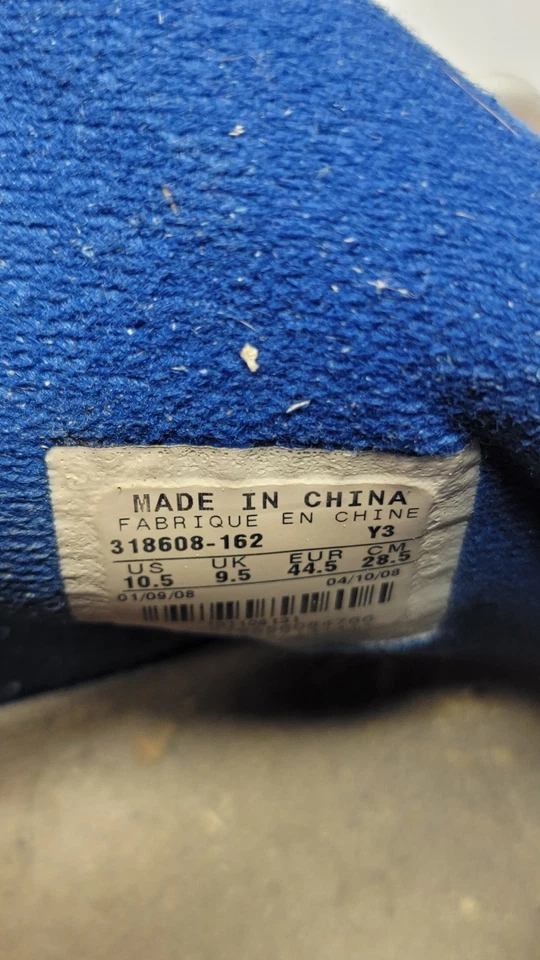 MADE IN CHINA
FABRIQUE EN CHINE
318608-162 Y3
US UK EUR CM
10.5 9.5 44.5 28.5
01/09/08 04/10/08